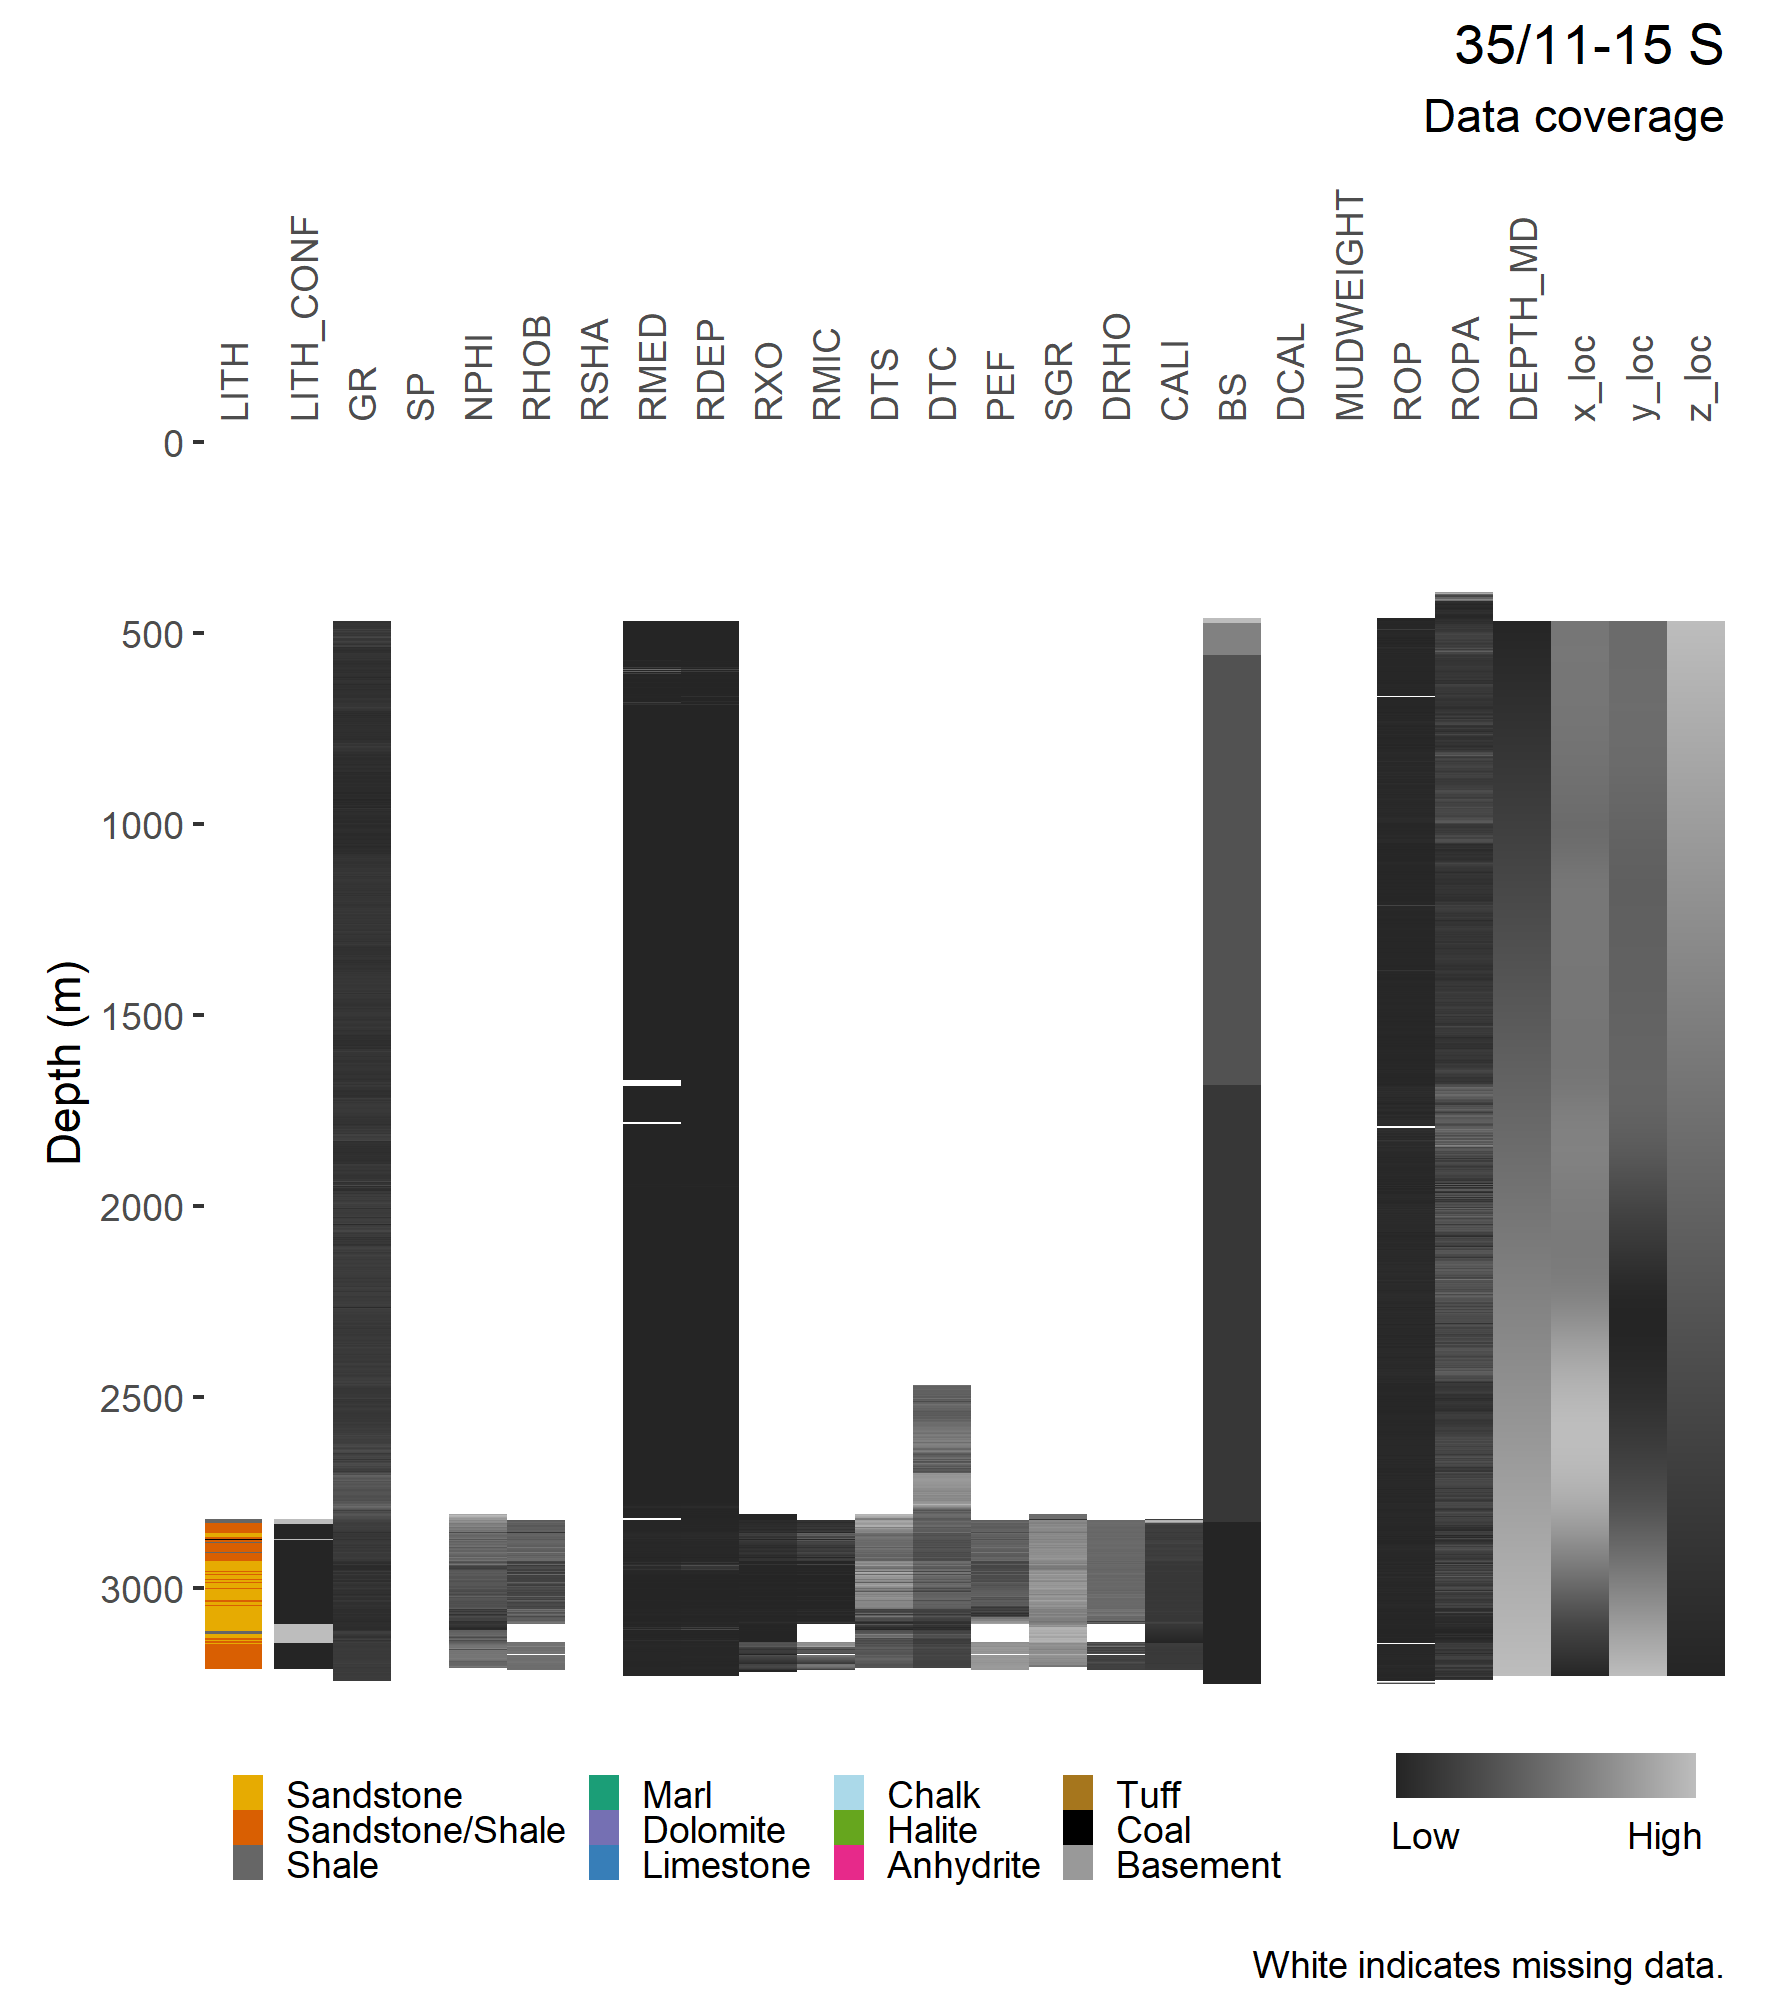 35/11-15 S
Data coverage
LITH
LITH_CONF
GR
SP
NPHI
RHOB
RSHA
RMED
RDEP
RXO
RMIC
DTS
DTC
PEF
SGR
DRHO
CALI
BS
DCAL
MUDWEIGHT
ROP
ROPA
DEPTH_MD
x_loc
y_loc
z_loc
Depth (m)
0
500
1000
1500
2000
2500
3000
Sandstone
Sandstone/Shale
Shale
Marl
Dolomite
Limestone
Chalk
Halite
Anhydrite
Tuff
Coal
Basement
Low High
White indicates missing data.